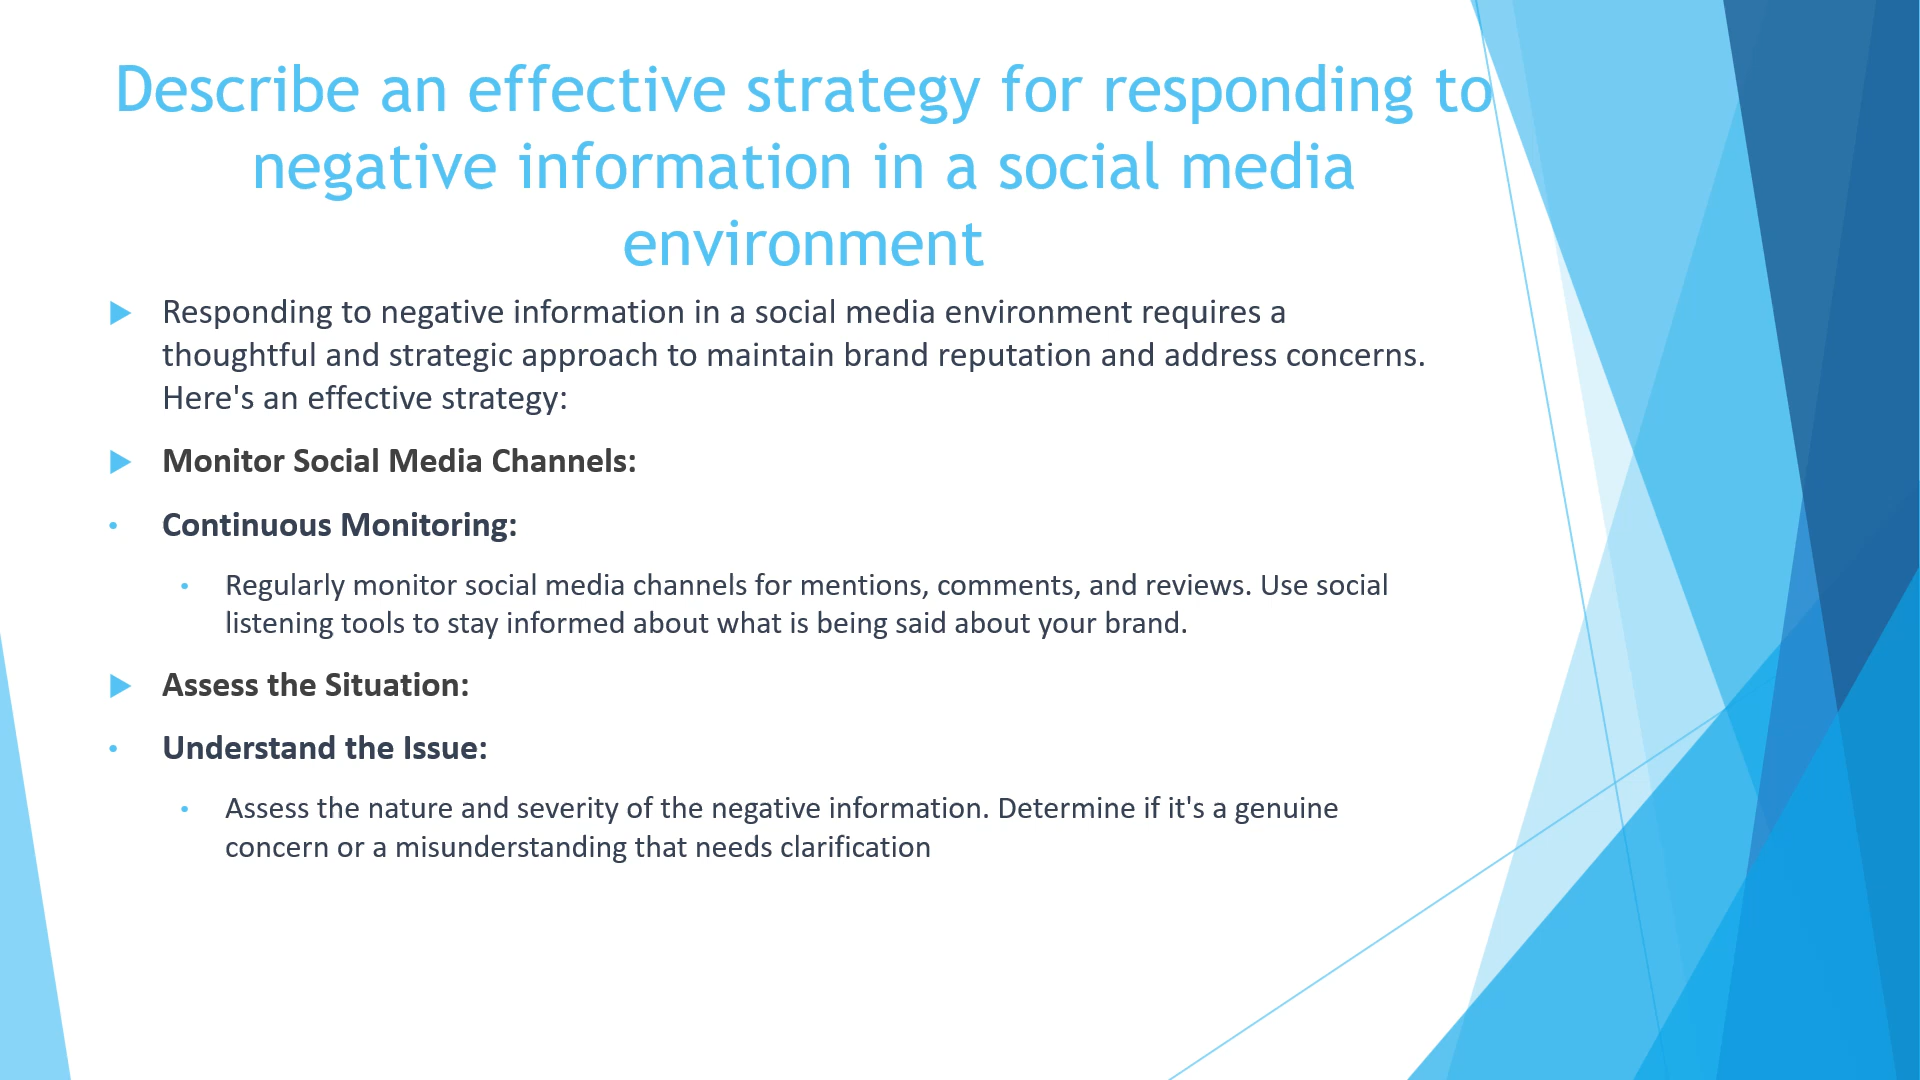 Describe an effective strategy for responding to
negative information in a social media
environment
Responding to negative information in a social media environment requires a
thoughtful and strategic approach to maintain brand reputation and address concerns.
Here's an effective strategy:
Monitor Social Media Channels:
Continuous Monitoring:
Regularly monitor social media channels for mentions, comments, and reviews. Use social
listening tools to stay informed about what is being said about your brand.
Assess the Situation:
Understand the Issue:
Assess the nature and severity of the negative information. Determine if it's a genuine
concern or a misunderstanding that needs clarification